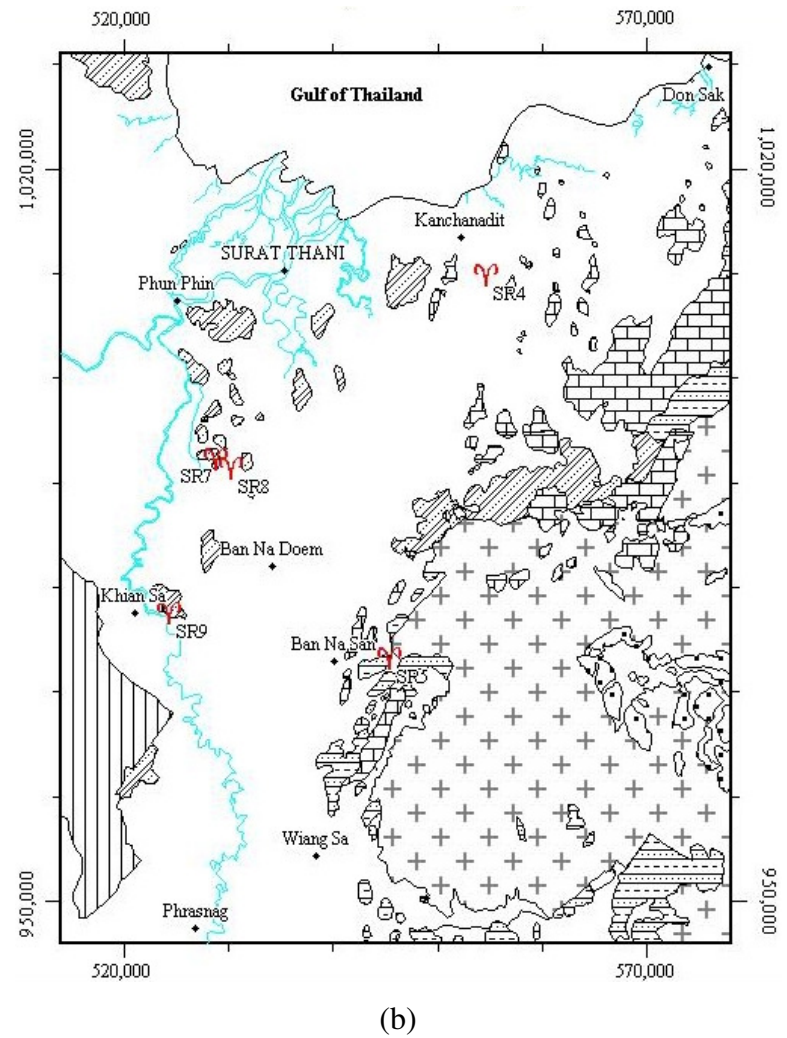 520,000
570,000
Gulf of Thailand
Don Sak
1,020,000
1,020,000
Kanchanadit
SURAT THANI
Phun Phin
SR4
SR7
SR8
Ban Na Doem
Khian Sa
SR9
Ban Na San
SR5
Wiang Sa
950,000
950,000
Phrasnag
520,000
570,000
(b)